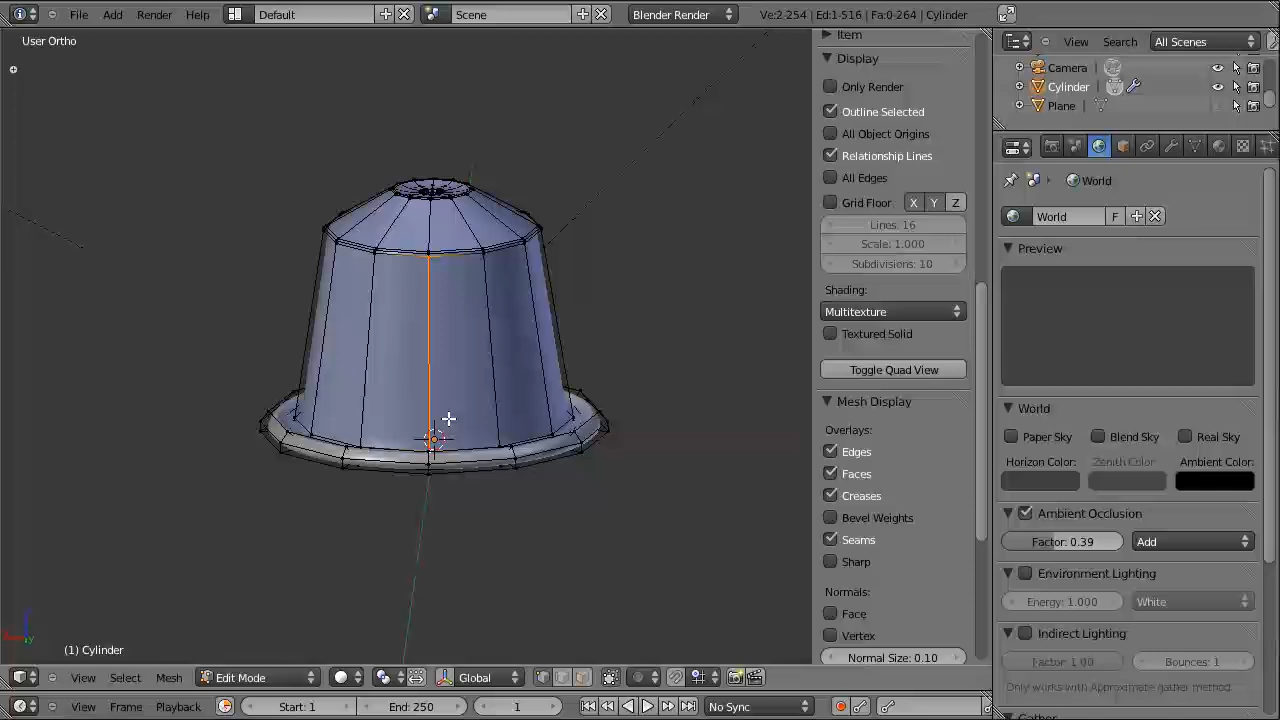 File Add Render Help Default Scene Blender Render Ve:2-254 | Ed:1-516 | Fa:0-264 | Cylinder
User Ortho
Item
Display
Only Render
Outline Selected
All Object Origins
Relationship Lines
All Edges
Grid Floor X Y Z
Lines: 16
Scale: 1.000
Subdivisions: 10
Shading:
Multitexture
Textured Solid
Toggle Quad View
Mesh Display
Overlays:
Edges
Faces
Creases
Bevel Weights
Seams
Sharp
Normals:
Face
Vertex
Normal Size: 0.10
View Search All Scenes
Camera
Cylinder
Plane
World
World F
Preview
World
Paper Sky Blend Sky Real Sky
Horizon Color: Zenith Color: Ambient Color:
Ambient Occlusion
Factor: 0.39 Add
Environment Lighting
Energy: 1.000 White
Indirect Lighting
Factor: 1.00 Bounces: 1
Only works with Approximate gather method
Gather
(1) Cylinder
View Select Mesh Edit Mode Global
View Frame Playback Start: 1 End: 250 1 No Sync